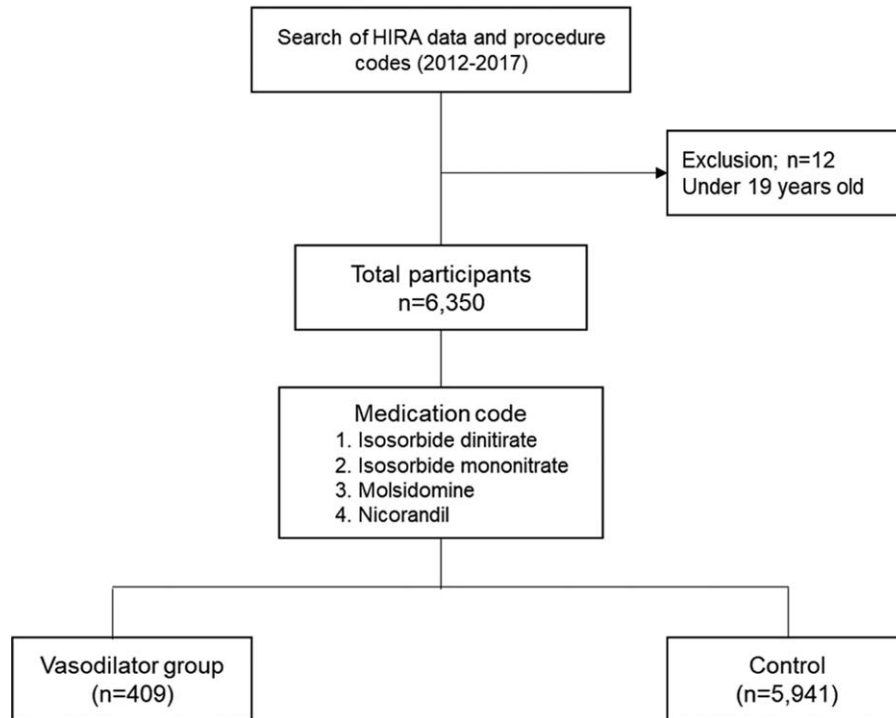 Search of HIRA data and procedure
codes (2012-2017)
Exclusion; n=12
Under 19 years old
Total participants
n=6,350
Medication code
1. Isosorbide dinitirate
2. Isosorbide mononitrate
3. Molsidomine
4. Nicorandil
Vasodilator group
(n=409)
Control
(n=5,941)